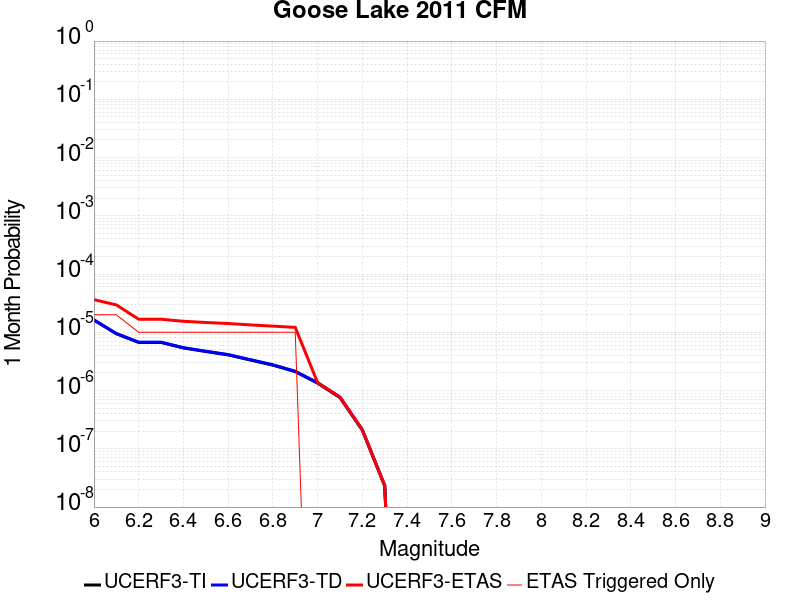 Goose Lake 2011 CFM
10^0
10^-1
10^-2
10^-3
10^-4
10^-5
10^-6
10^-7
10^-8
1 Month Probability
6 6.2 6.4 6.6 6.8 7 7.2 7.4 7.6 7.8 8 8.2 8.4 8.6 8.8 9
Magnitude
UCERF3-TI UCERF3-TD UCERF3-ETAS ETAS Triggered Only